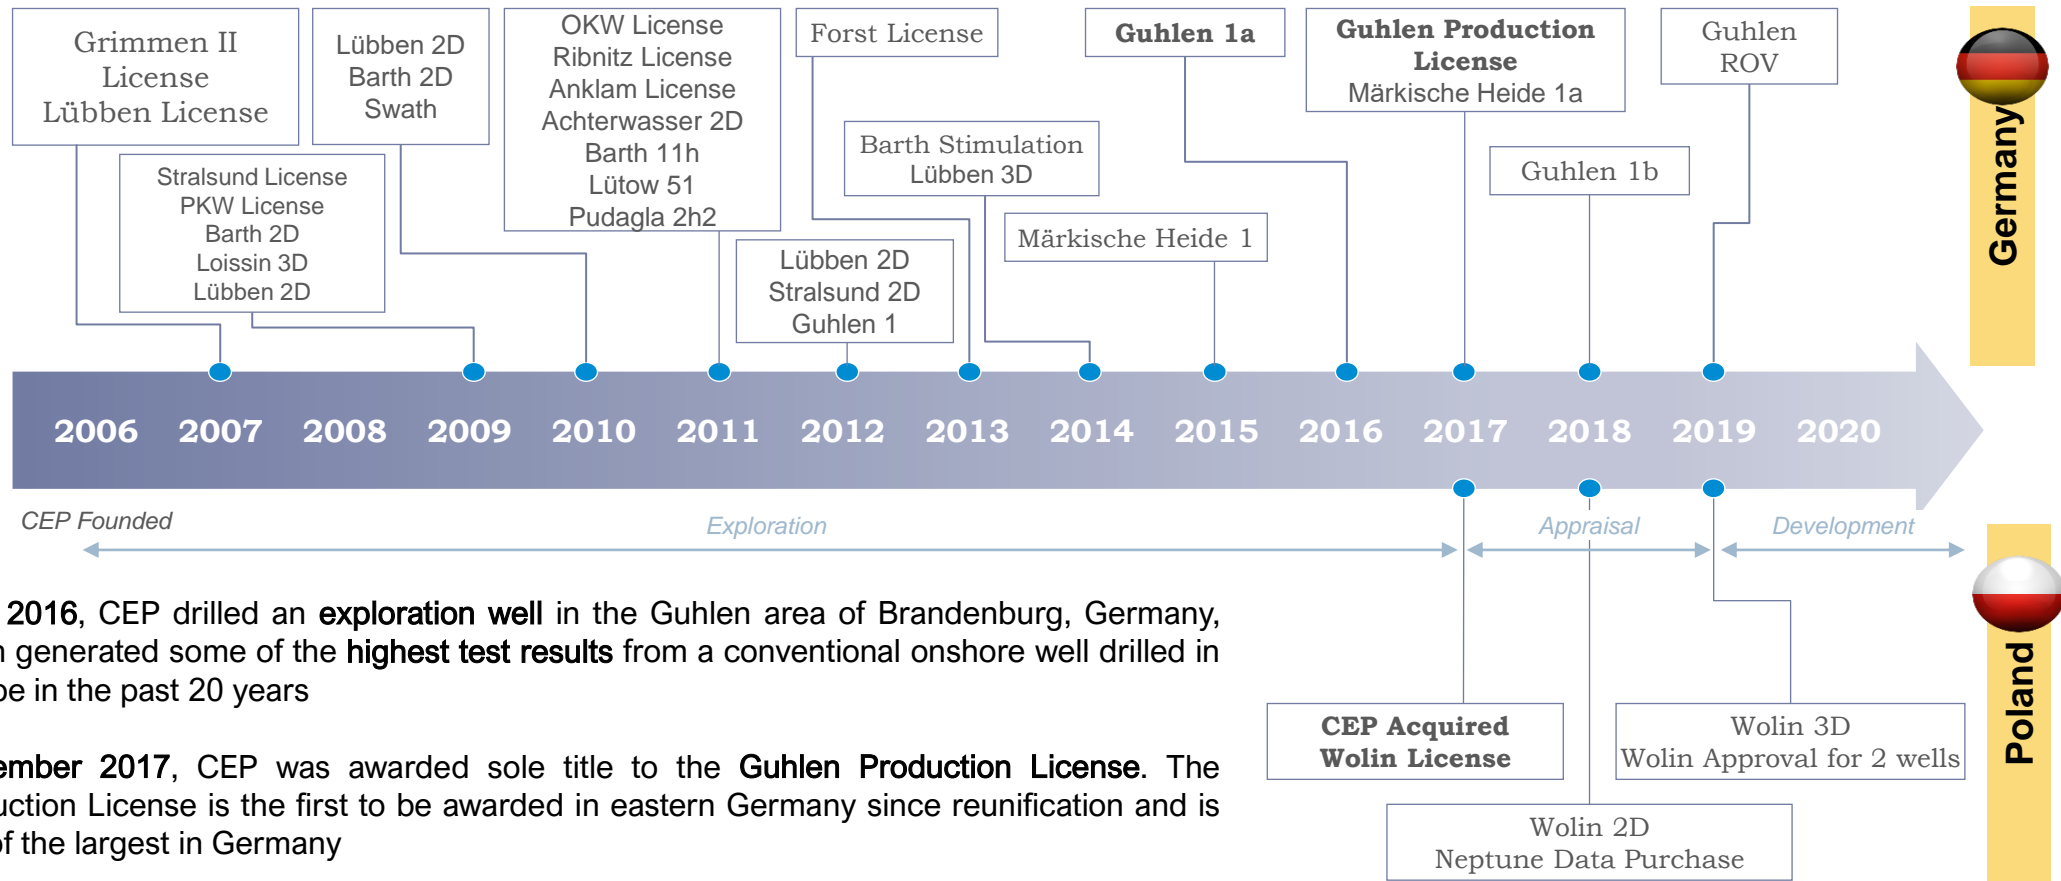 Grimmen II
License
Lübben License
Lübben 2D
Barth 2D
Swath
OKW License
Ribnitz License
Anklam License
Achterwasser 2D
Barth 11h
Lütow 51
Pudagla 2h2
Forst License
Guhlen 1a
Guhlen Production
License
Märkische Heide 1a
Guhlen
ROV
Stralsund License
PKW License
Barth 2D
Loissin 3D
Lübben 2D
Barth Stimulation
Lübben 3D
Guhlen 1b
Märkische Heide 1
Lübben 2D
Stralsund 2D
Guhlen 1
Germany
2006 2007 2008 2009 2010 2011 2012 2013 2014 2015 2016 2017 2018 2019 2020
CEP Founded
Exploration
Appraisal
Development
2016, CEP drilled an exploration well in the Guhlen area of Brandenburg, Germany,
generated some of the highest test results from a conventional onshore well drilled in
in the past 20 years
2017, CEP was awarded sole title to the Guhlen Production License. The
License is the first to be awarded in eastern Germany since reunification and is
of the largest in Germany
CEP Acquired
Wolin License
Wolin 3D
Wolin Approval for 2 wells
Wolin 2D
Neptune Data Purchase
Poland